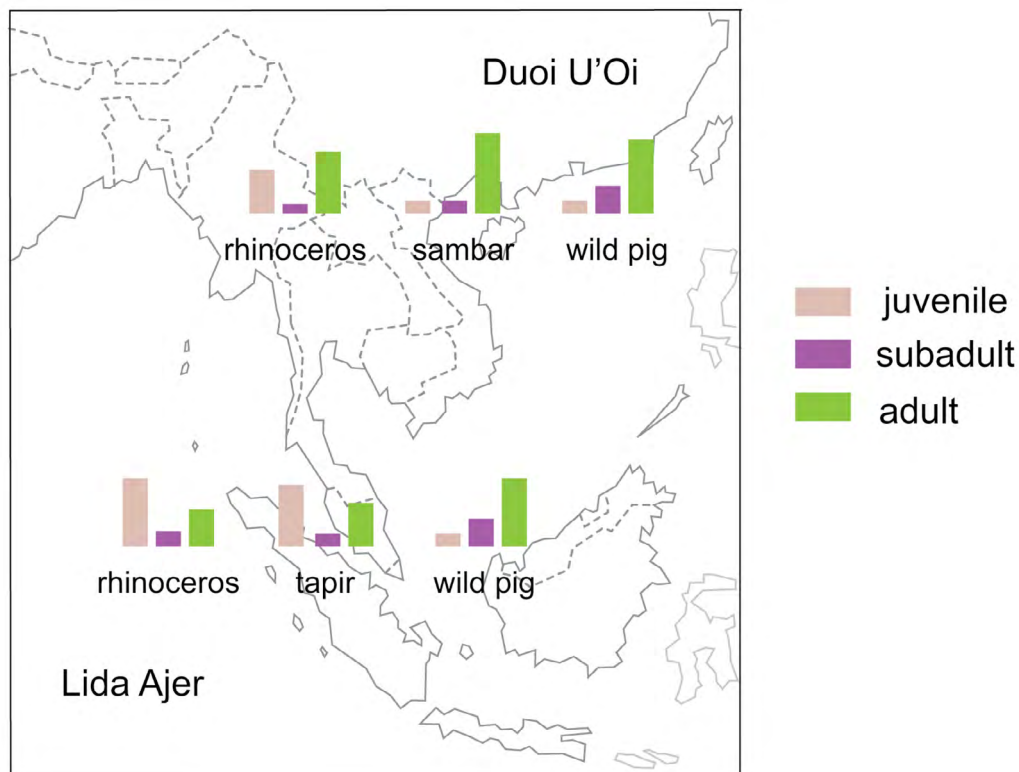 Duoi U'Oi
rhinoceros
sambar
wild pig
juvenile
subadult
adult
rhinoceros
tapir
wild pig
Lida Ajer